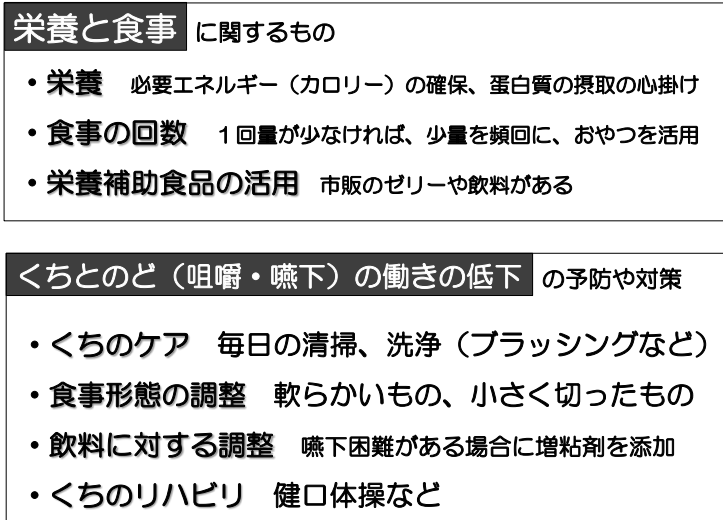 栄養と食事 に関するもの
・栄養 必要エネルギー（カロリー）の確保、蛋白質の摂取の心掛け
・食事の回数 1回量が少なければ、少量を頻回に、おやつを活用
・栄養補助食品の活用 市販のゼリーや飲料がある
くちとのど（咀嚼・嚥下）の働きの低下 の予防や対策
・くちのケア 毎日の清掃、洗浄（ブラッシングなど）
・食事形態の調整 軟らかいもの、小さく切ったもの
・飲料に対する調整 嚥下困難がある場合に増粘剤を添加
・くちのリハビリ 健口体操など